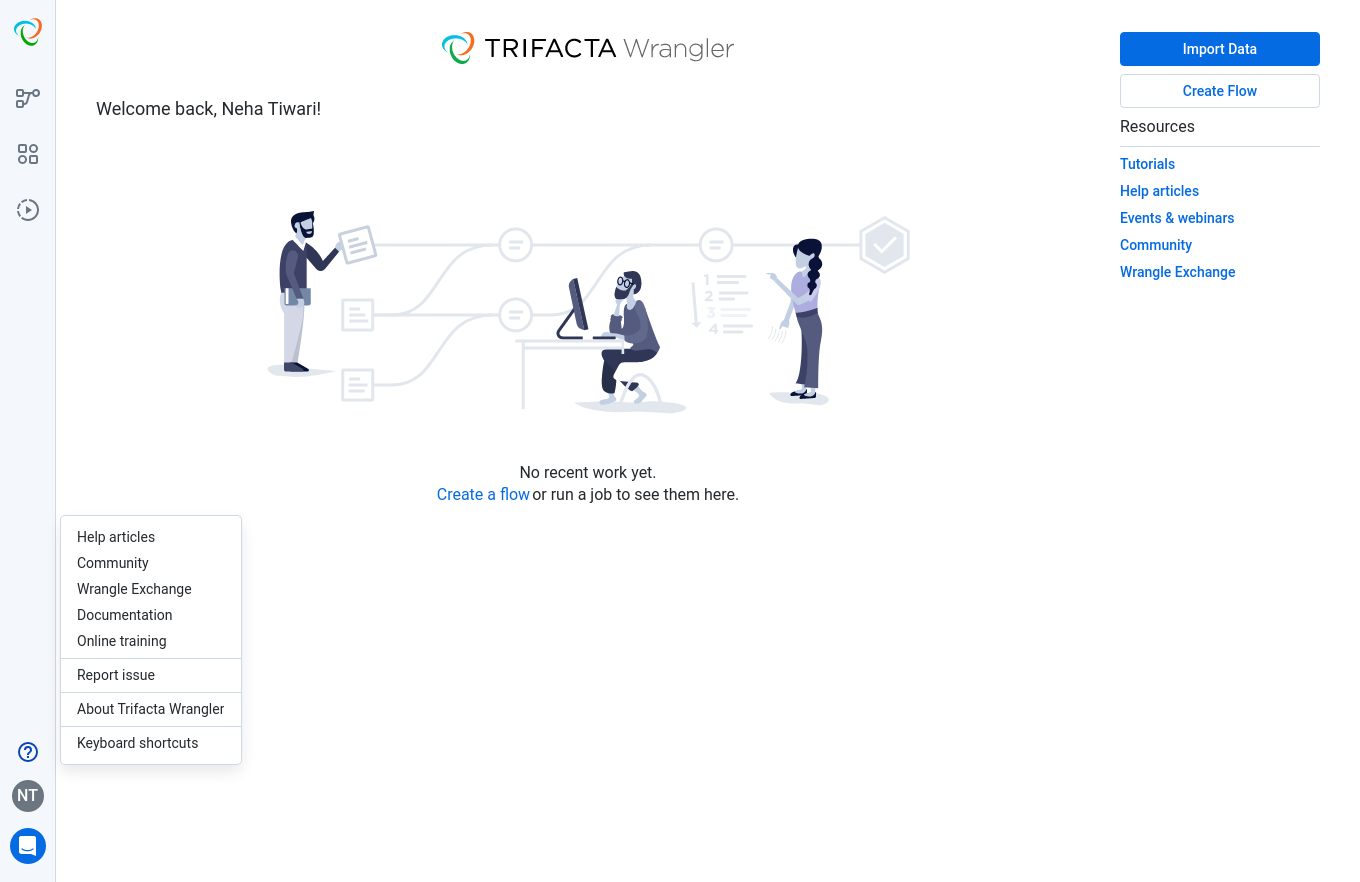 TRIFACTA Wrangler
Welcome back, Neha Tiwari!
1
2
3
4
No recent work yet.
Create a flow or run a job to see them here.
Import Data
Create Flow
Resources
Tutorials
Help articles
Events & webinars
Community
Wrangle Exchange
Help articles
Community
Wrangle Exchange
Documentation
Online training
Report issue
About Trifacta Wrangler
Keyboard shortcuts
?
NT